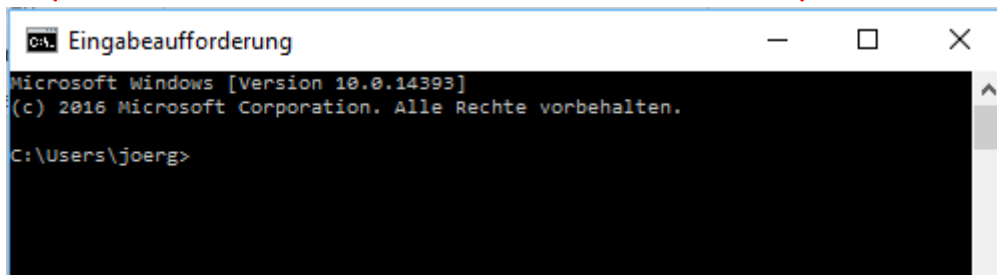 Eingabeaufforderung
Microsoft Windows [Version 10.0.14393]
(c) 2016 Microsoft Corporation. Alle Rechte vorbehalten.
C:\Users\joerg>